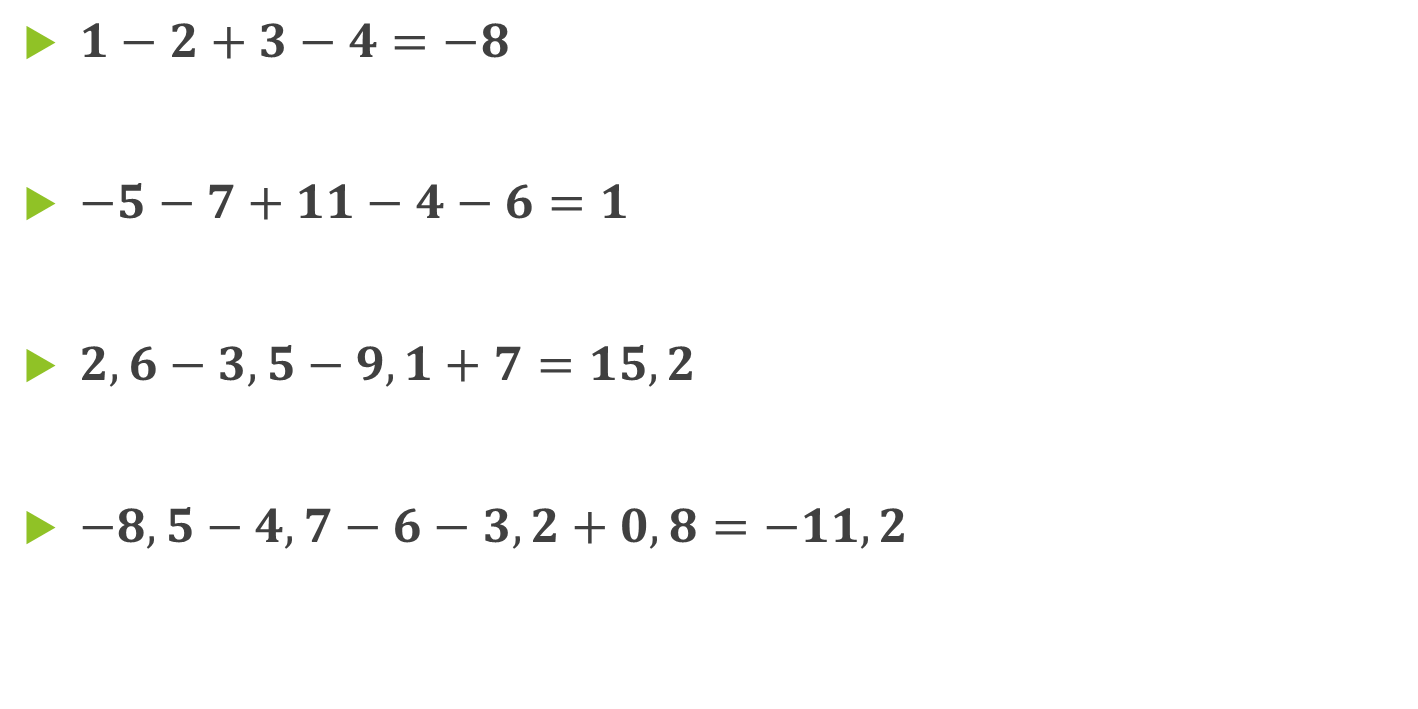 1 − 2 + 3 − 4 = −8
−5 − 7 + 11 − 4 − 6 = 1
2,6 − 3,5 − 9,1 + 7 = 15,2
−8,5 − 4,7 − 6 − 3,2 + 0,8 = −11,2